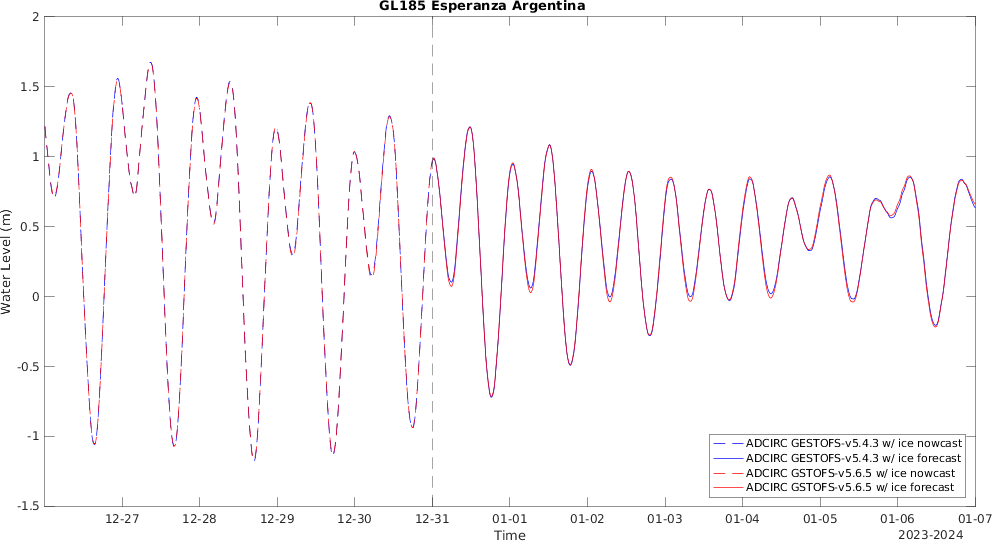 GL185 Esperanza Argentina
2
1.5
1
0.5
0
-0.5
-1
-1.5
Water Level (m)
ADCIRC GESTOFS-v5.4.3 w/ ice nowcast
ADCIRC GESTOFS-v5.4.3 w/ ice forecast
ADCIRC GSTOFS-v5.6.5 w/ ice nowcast
ADCIRC GSTOFS-v5.6.5 w/ ice forecast
12-27 12-28 12-29 12-30 12-31 01-01 01-02 01-03 01-04 01-05 01-06 01-07
Time
2023-2024